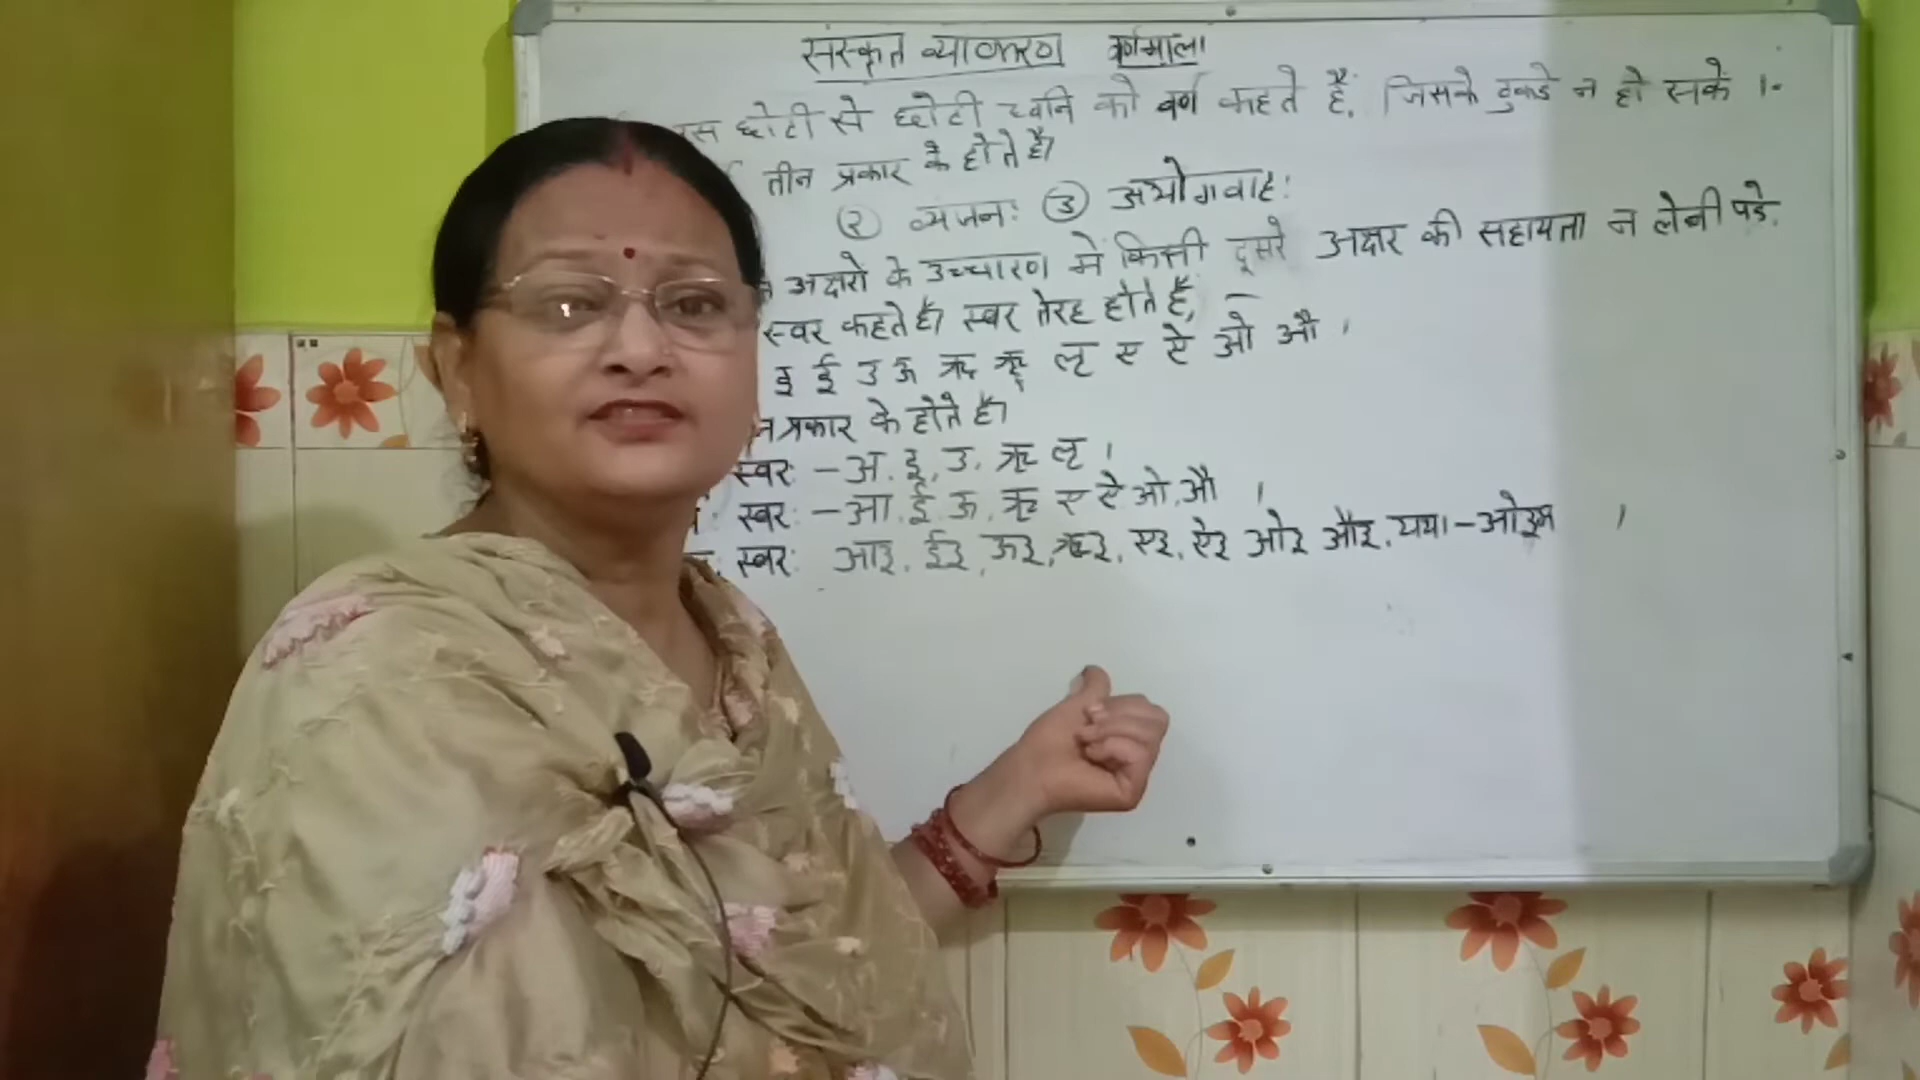 संस्कृत व्याकरण वर्णमाला
उस छोटी से छोटी ध्वनि को वर्ण कहते हैं, जिसके टुकडे न हो सके ।
तीन प्रकार के होते है।
② व्यंजनः ③ अयोगवाहः
अक्षरो के उच्चारण में किसी दूसरे अक्षर की सहायता न लेनी पडे,
स्वर कहते है। स्वर तेरह होते हैं,
इ ई उ ऊ ऋ ॠ लृ ए ऐ ओ औ ।
प्रकार के होते है।
स्वरः – अ, इ, उ, ऋ लृ ।
स्वरः – आ, ई, ऊ, ॠ ए ऐ ओ, औ ।
स्वरः आ३, ई३, ऊ३, ॠ३, ए३, ऐ३ ओ३ औ३, यथा – ओ३म ।